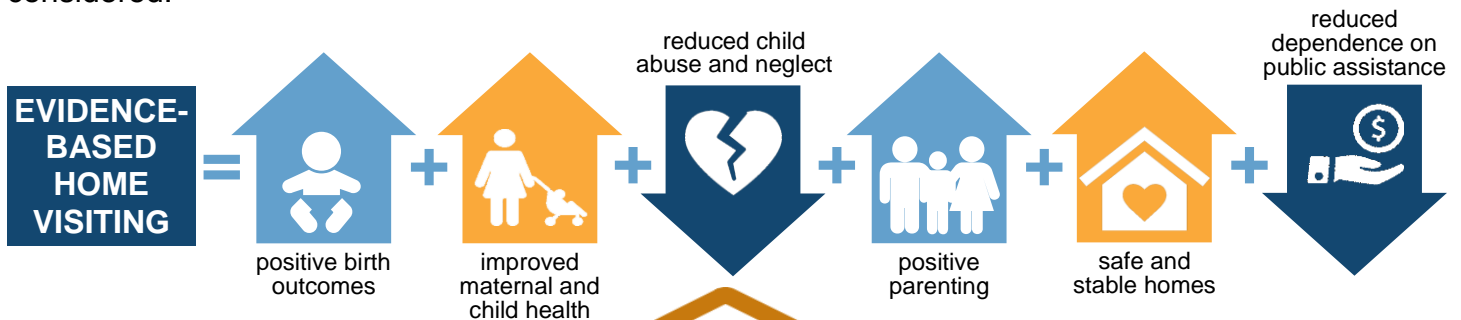 considered.
EVIDENCE-
BASED
HOME
VISITING
=
positive birth
outcomes
+
improved
maternal and
child health
+
reduced child
abuse and neglect
+
positive
parenting
+
safe and
stable homes
+
reduced
dependence on
public assistance
$